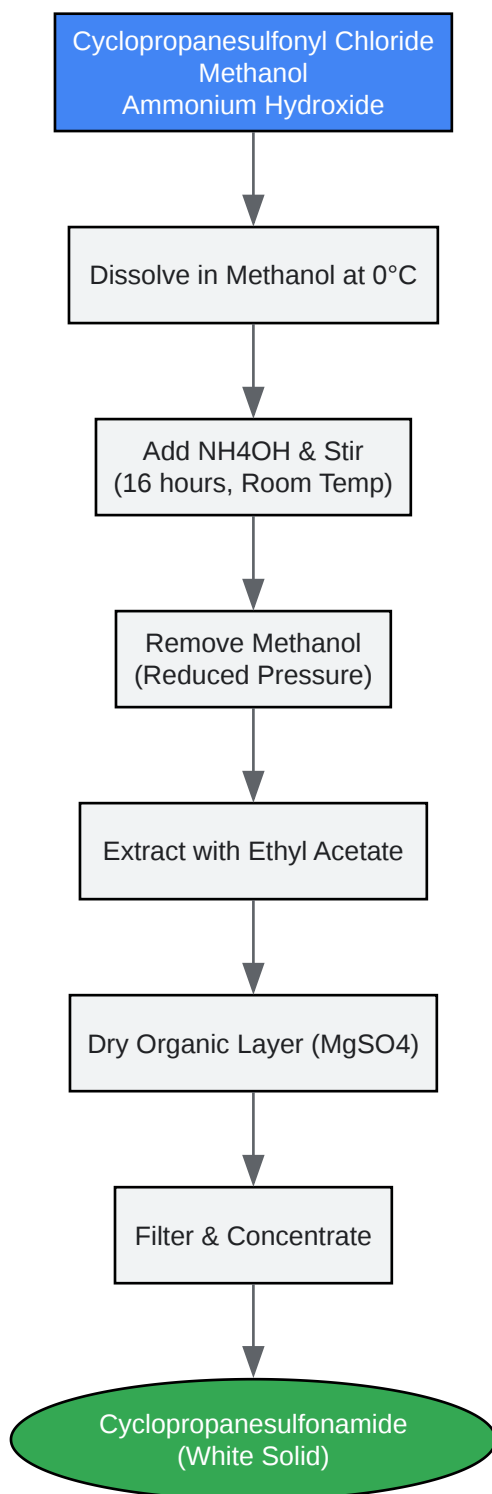 Cyclopropanesulfonyl Chloride
Methanol
Ammonium Hydroxide
Dissolve in Methanol at 0°C
Add NH4OH & Stir
(16 hours, Room Temp)
Remove Methanol
(Reduced Pressure)
Extract with Ethyl Acetate
Dry Organic Layer (MgSO4)
Filter & Concentrate
Cyclopropanesulfonamide
(White Solid)